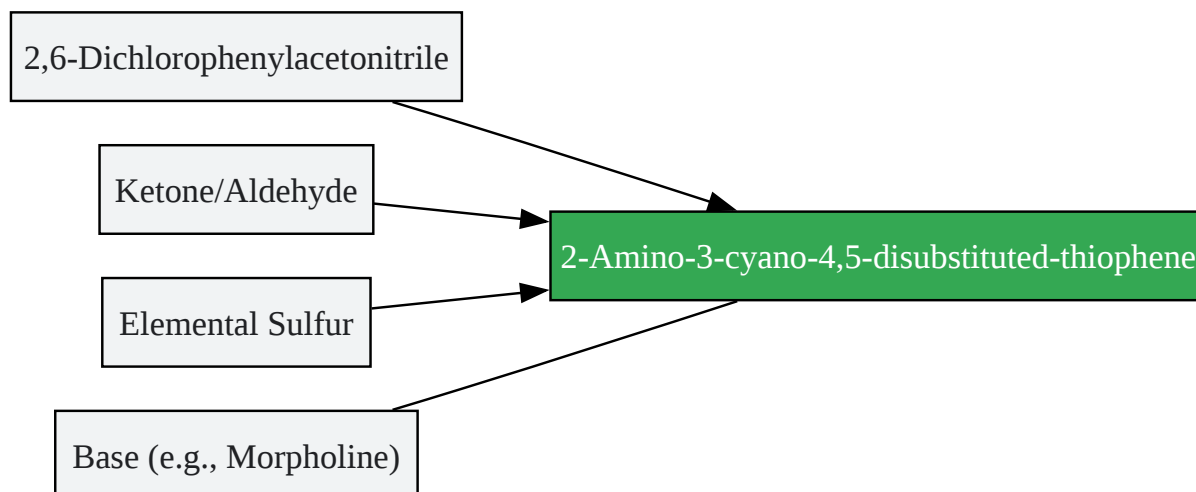 2,6-Dichlorophenylacetonitrile
Ketone/Aldehyde
2-Amino-3-cyano-4,5-disubstituted-thiophene
Elemental Sulfur
Base (e.g., Morpholine)